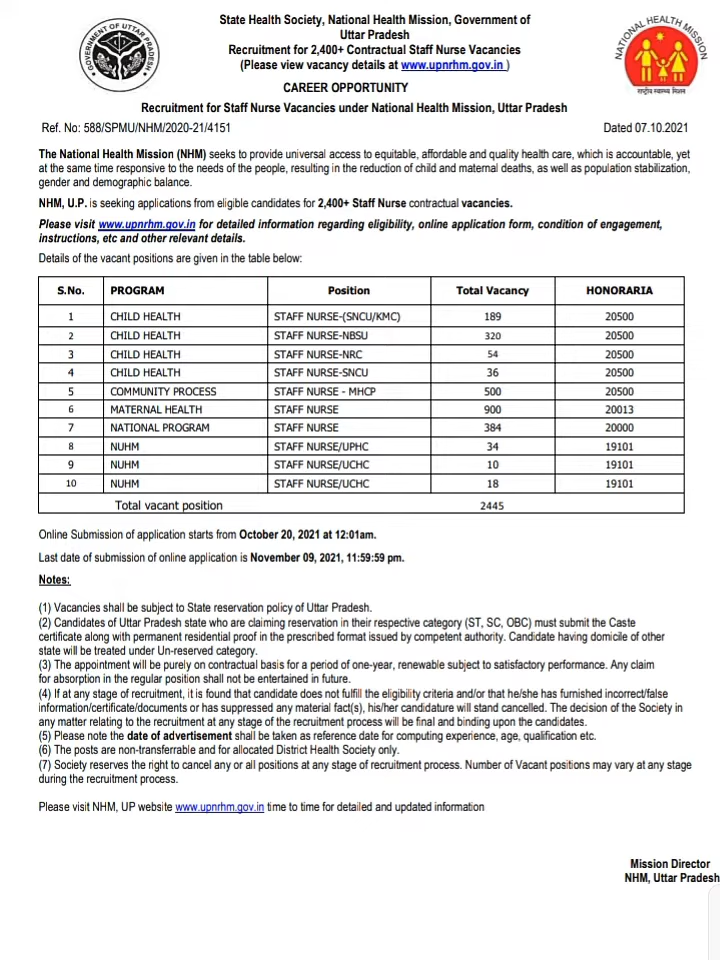 State Health Society, National Health Mission, Government of
Uttar Pradesh
Recruitment for 2,400+ Contractual Staff Nurse Vacancies
(Please view vacancy details at www.upnrhm.gov.in )
GOVERNMENT OF UTTAR PRADESH
NATIONAL HEALTH MISSION
राष्ट्रीय स्वास्थ्य मिशन
CAREER OPPORTUNITY
Recruitment for Staff Nurse Vacancies under National Health Mission, Uttar Pradesh
Ref. No: 588/SPMU/NHM/2020-21/4151 Dated 07.10.2021
The National Health Mission (NHM) seeks to provide universal access to equitable, affordable and quality health care, which is accountable, yet
at the same time responsive to the needs of the people, resulting in the reduction of child and maternal deaths, as well as population stabilization,
gender and demographic balance.
NHM, U.P. is seeking applications from eligible candidates for 2,400+ Staff Nurse contractual vacancies.
Please visit www.upnrhm.gov.in for detailed information regarding eligibility, online application form, condition of engagement,
instructions, etc and other relevant details.
Details of the vacant positions are given in the table below:
S.No. PROGRAM Position Total Vacancy HONORARIA
1 CHILD HEALTH STAFF NURSE-(SNCU/KMC) 189 20500
2 CHILD HEALTH STAFF NURSE-NBSU 320 20500
3 CHILD HEALTH STAFF NURSE-NRC 54 20500
4 CHILD HEALTH STAFF NURSE-SNCU 36 20500
5 COMMUNITY PROCESS STAFF NURSE - MHCP 500 20500
6 MATERNAL HEALTH STAFF NURSE 900 20013
7 NATIONAL PROGRAM STAFF NURSE 384 20000
8 NUHM STAFF NURSE/UPHC 34 19101
9 NUHM STAFF NURSE/UCHC 10 19101
10 NUHM STAFF NURSE/UCHC 18 19101
Total vacant position 2445
Online Submission of application starts from October 20, 2021 at 12:01am.
Last date of submission of online application is November 09, 2021, 11:59:59 pm.
Notes:
(1) Vacancies shall be subject to State reservation policy of Uttar Pradesh.
(2) Candidates of Uttar Pradesh state who are claiming reservation in their respective category (ST, SC, OBC) must submit the Caste
certificate along with permanent residential proof in the prescribed format issued by competent authority. Candidate having domicile of other
state will be treated under Un-reserved category.
(3) The appointment will be purely on contractual basis for a period of one-year, renewable subject to satisfactory performance. Any claim
for absorption in the regular position shall not be entertained in future.
(4) If at any stage of recruitment, it is found that candidate does not fulfill the eligibility criteria and/or that he/she has furnished incorrect/false
information/certificate/documents or has suppressed any material fact(s), his/her candidature will stand cancelled. The decision of the Society in
any matter relating to the recruitment at any stage of the recruitment process will be final and binding upon the candidates.
(5) Please note the date of advertisement shall be taken as reference date for computing experience, age, qualification etc.
(6) The posts are non-transferrable and for allocated District Health Society only.
(7) Society reserves the right to cancel any or all positions at any stage of recruitment process. Number of Vacant positions may vary at any stage
during the recruitment process.
Please visit NHM, UP website www.upnrhm.gov.in time to time for detailed and updated information
Mission Director
NHM, Uttar Pradesh